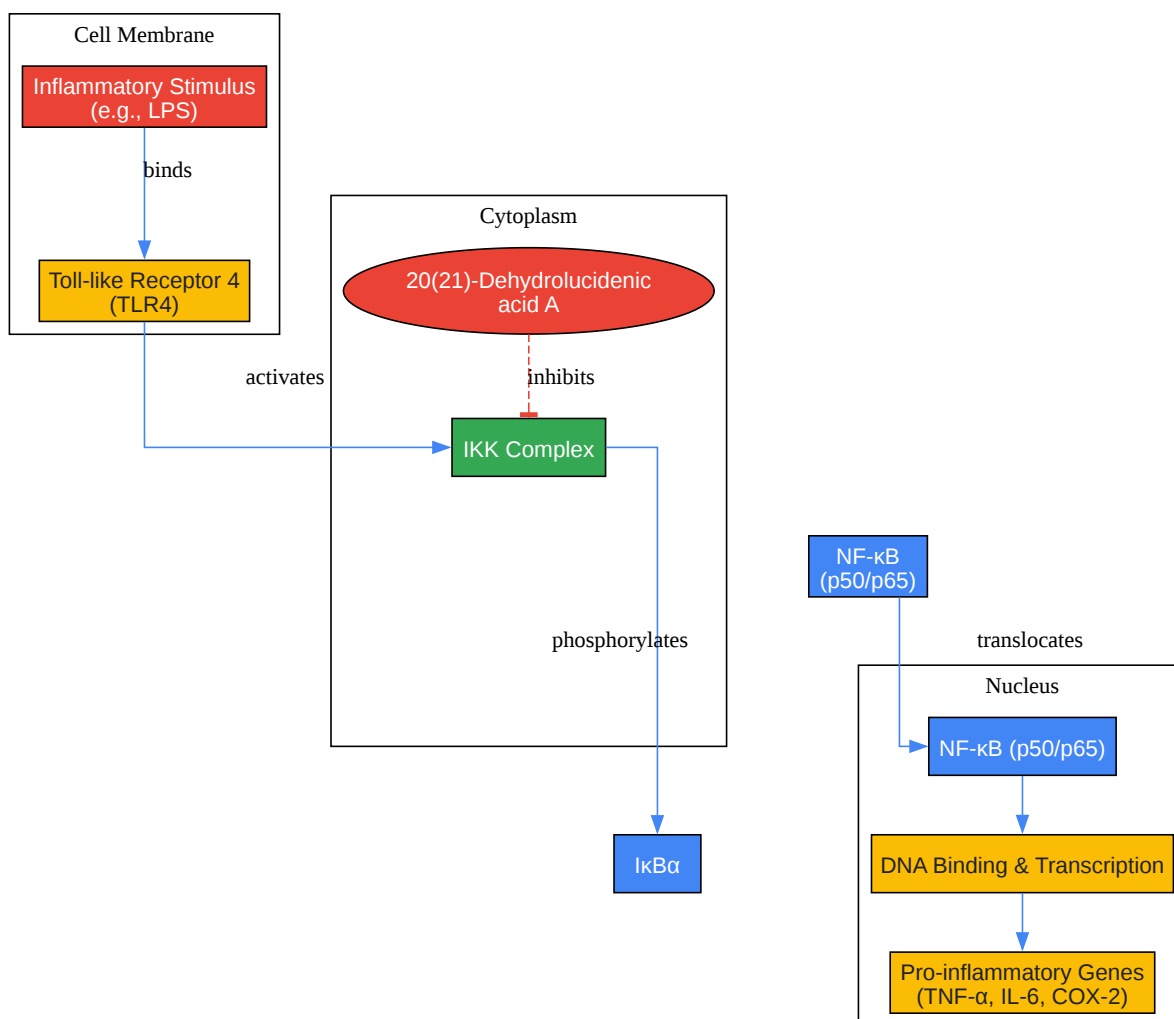 Cell Membrane
Inflammatory Stimulus
(e.g., LPS)
binds
Toll-like Receptor 4
(TLR4)
activates
Cytoplasm
20(21)-Dehydrolucidenic
acid A
inhibits
IKK Complex
phosphorylates
IκBα
NF-κB
(p50/p65)
translocates
Nucleus
NF-κB (p50/p65)
DNA Binding & Transcription
Pro-inflammatory Genes
(TNF-α, IL-6, COX-2)